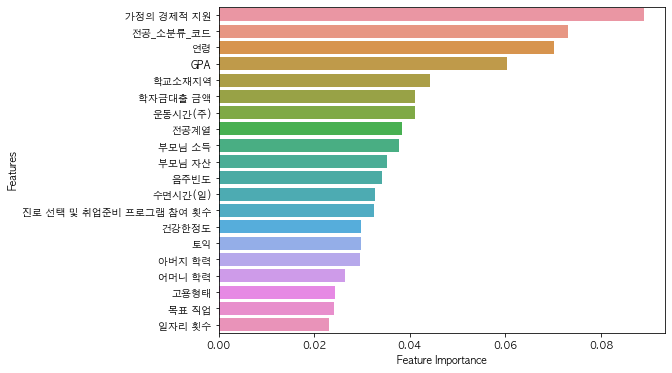 가정의 경제적 지원
전공_소분류_코드
연령
GPA
학교소재지역
학자금대출 금액
운동시간(주)
전공계열
부모님 소득
부모님 자산
음주빈도
수면시간(일)
진로 선택 및 취업준비 프로그램 참여 횟수
건강한정도
토익
아버지 학력
어머니 학력
고용형태
목표 직업
일자리 횟수
Features
0.00 0.02 0.04 0.06 0.08
Feature Importance